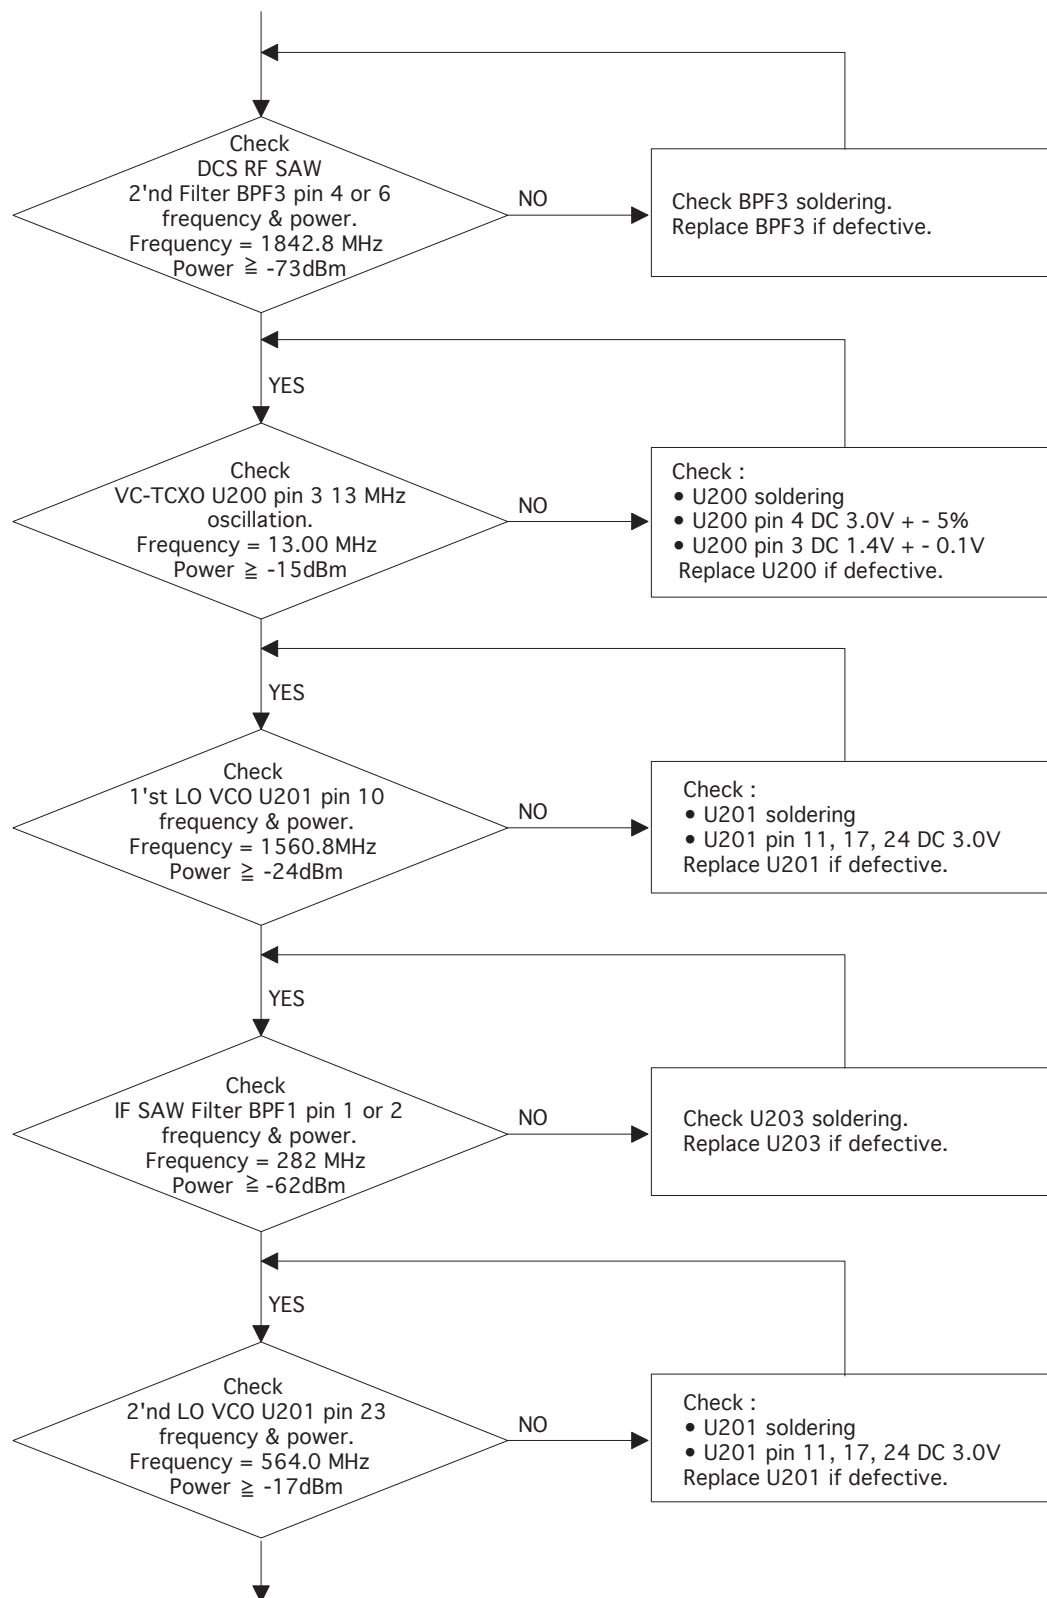 Check
DCS RF SAW
2'nd Filter BPF3 pin 4 or 6
frequency & power.
Frequency = 1842.8 MHz
Power ≧ -73dBm
NO
Check BPF3 soldering.
Replace BPF3 if defective.
YES
Check
VC-TCXO U200 pin 3 13 MHz
oscillation.
Frequency = 13.00 MHz
Power ≧ -15dBm
NO
Check :
• U200 soldering
• U200 pin 4 DC 3.0V + - 5%
• U200 pin 3 DC 1.4V + - 0.1V
Replace U200 if defective.
YES
Check
1'st LO VCO U201 pin 10
frequency & power.
Frequency = 1560.8MHz
Power ≧ -24dBm
NO
Check :
• U201 soldering
• U201 pin 11, 17, 24 DC 3.0V
Replace U201 if defective.
YES
Check
IF SAW Filter BPF1 pin 1 or 2
frequency & power.
Frequency = 282 MHz
Power ≧ -62dBm
NO
Check U203 soldering.
Replace U203 if defective.
YES
Check
2'nd LO VCO U201 pin 23
frequency & power.
Frequency = 564.0 MHz
Power ≧ -17dBm
NO
Check :
• U201 soldering
• U201 pin 11, 17, 24 DC 3.0V
Replace U201 if defective.